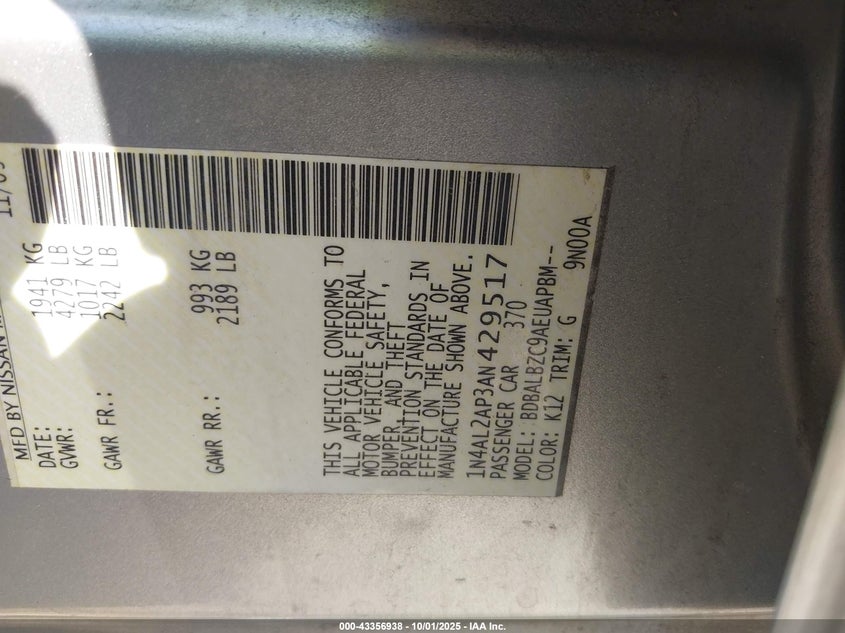 MFD BY NISSAN
DATE: 11/09
GVWR: 1941 KG
4279 LB
GAWR FR.: 1017 KG
2242 LB
GAWR RR.: 993 KG
2189 LB
THIS VEHICLE CONFORMS TO
ALL APPLICABLE FEDERAL
MOTOR VEHICLE SAFETY,
BUMPER, AND THEFT
PREVENTION STANDARDS IN
EFFECT ON THE DATE OF
MANUFACTURE SHOWN ABOVE.
1N4AL2AP3AN429517
PASSENGER CAR 370
MODEL: BDBALBZC9AEUAPBM--
COLOR: K12 TRIM: G 9N00A
000-43356938 - 10/01/2025 - IAA Inc.